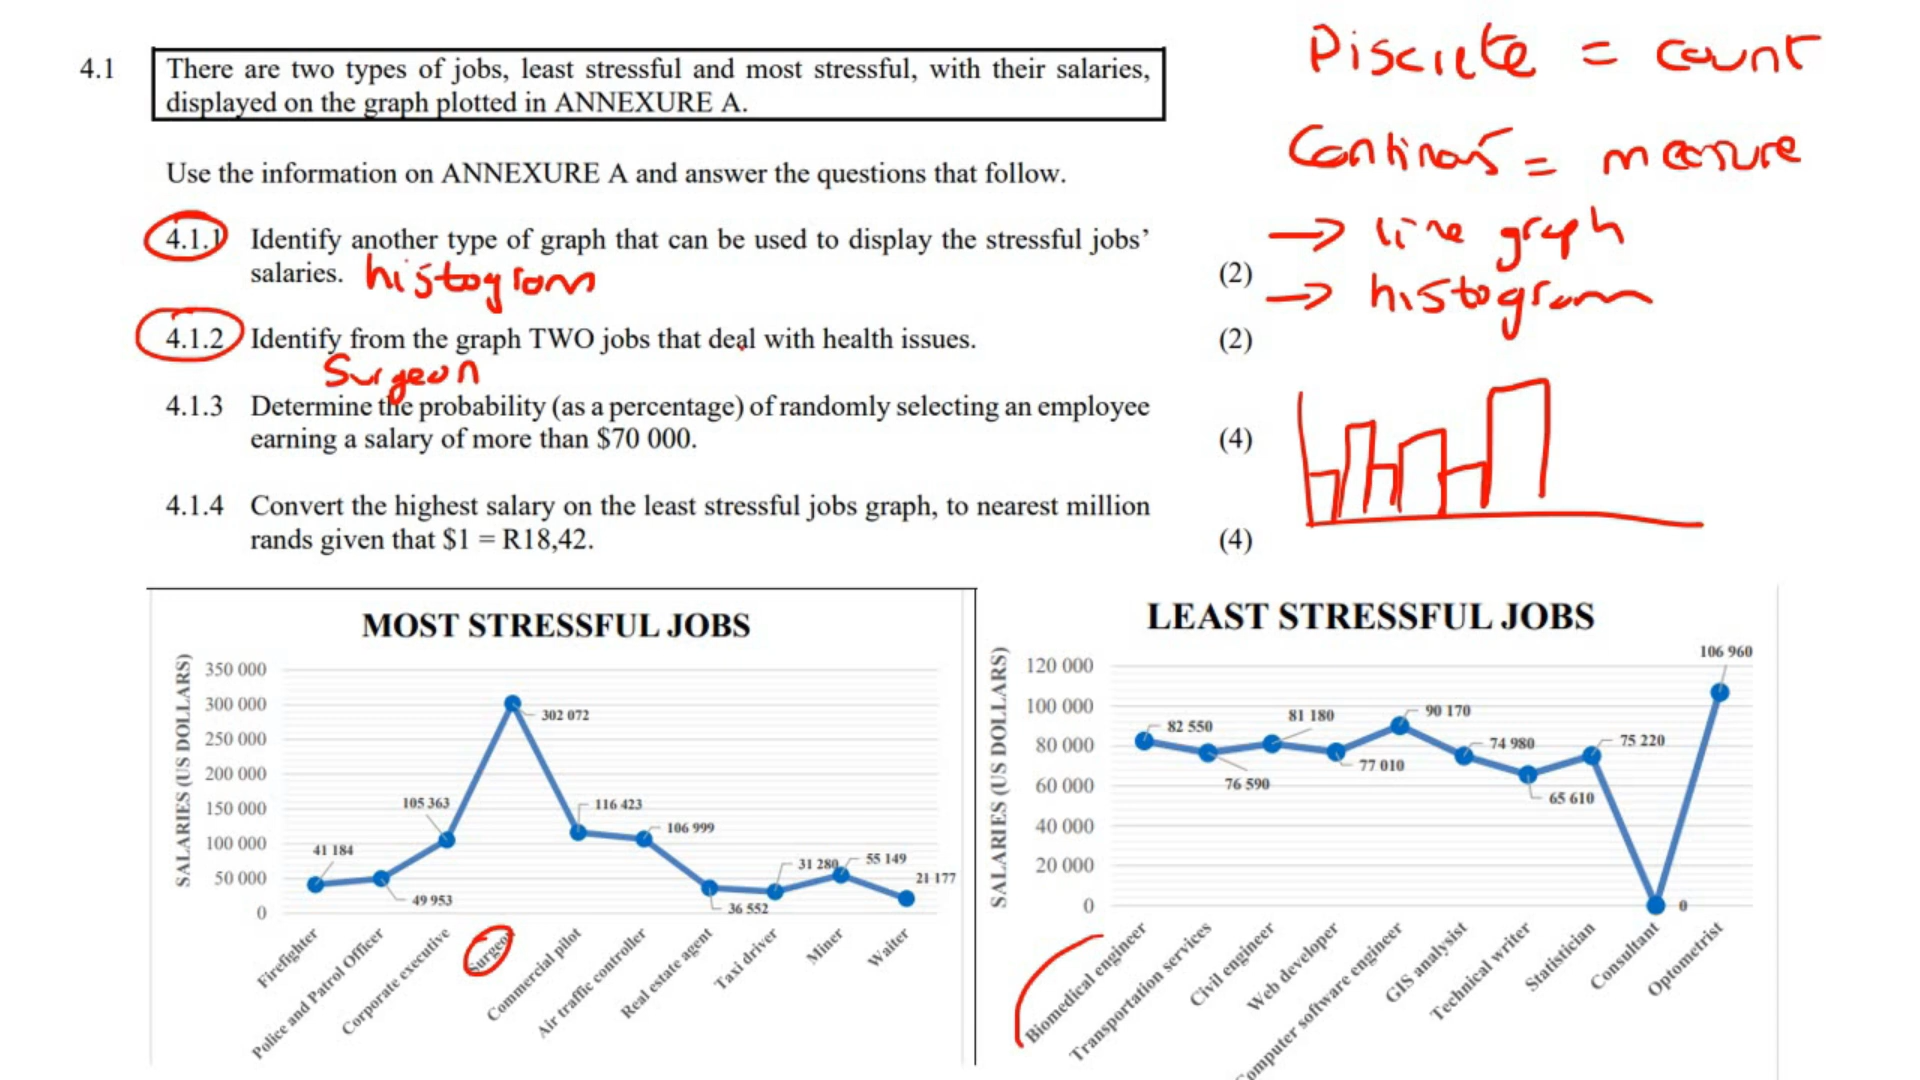 4.1 There are two types of jobs, least stressful and most stressful, with their salaries,
displayed on the graph plotted in ANNEXURE A.
Use the information on ANNEXURE A and answer the questions that follow.
4.1.1 Identify another type of graph that can be used to display the stressful jobs'
salaries. histogram (2)
4.1.2 Identify from the graph TWO jobs that deal with health issues. (2)
Surgeon
4.1.3 Determine the probability (as a percentage) of randomly selecting an employee
earning a salary of more than $70 000. (4)
4.1.4 Convert the highest salary on the least stressful jobs graph, to nearest million
rands given that $1 = R18,42. (4)
Discrete = count
Continous = measure
→ line graph
→ histogram
MOST STRESSFUL JOBS
SALARIES (US DOLLARS)
350 000
300 000
250 000
200 000
150 000
100 000
50 000
0
41 184
49 953
105 363
302 072
116 423
106 999
36 552
31 280
55 149
21 177
Firefighter
Police and Patrol Officer
Corporate executive
Surgeon
Commercial pilot
Air traffic controller
Real estate agent
Taxi driver
Miner
Waiter
LEAST STRESSFUL JOBS
SALARIES (US DOLLARS)
120 000
100 000
80 000
60 000
40 000
20 000
0
82 550
76 590
81 180
77 010
90 170
74 980
65 610
75 220
0
106 960
Biomedical engineer
Transportation services
Civil engineer
Web developer
omputer software engineer
GIS analysist
Technical writer
Statistician
Consultant
Optometrist